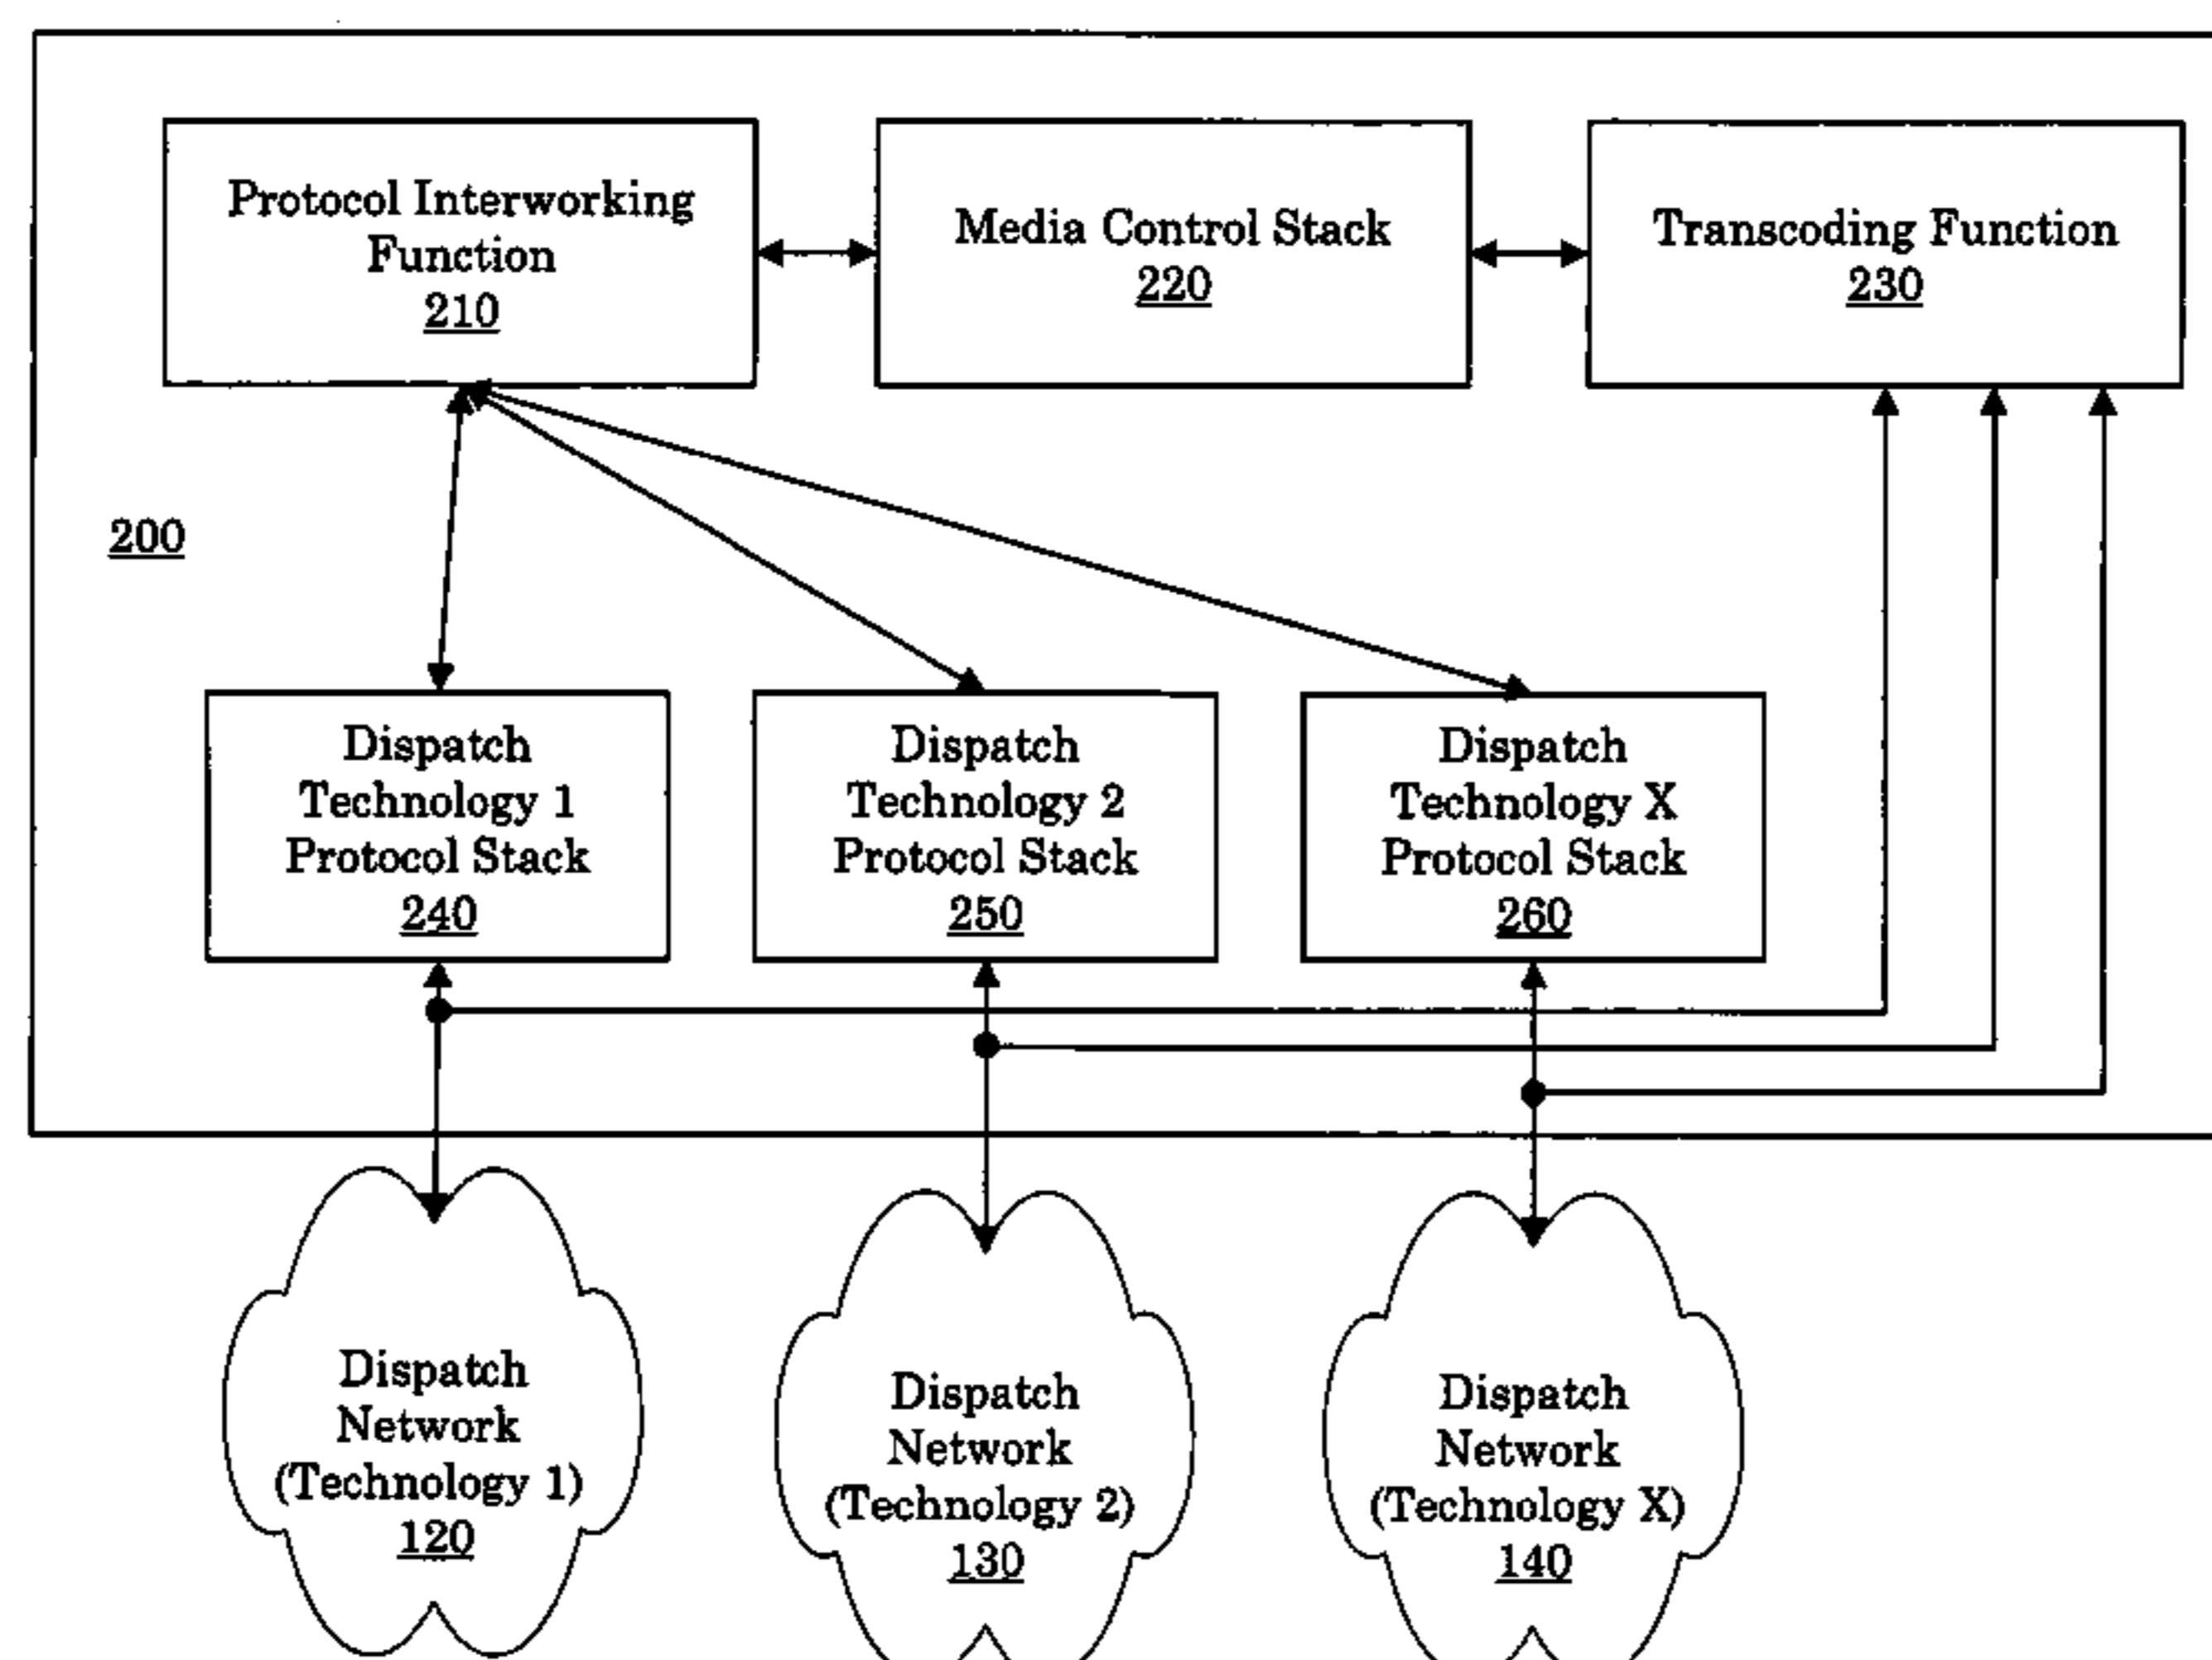 Protocol Interworking
Function
210
Media Control Stack
220
Transcoding Function
230
200
Dispatch
Technology 1
Protocol Stack
240
Dispatch
Technology 2
Protocol Stack
250
Dispatch
Technology X
Protocol Stack
260
Dispatch
Network
(Technology 1)
120
Dispatch
Network
(Technology 2)
130
Dispatch
Network
(Technology X)
140